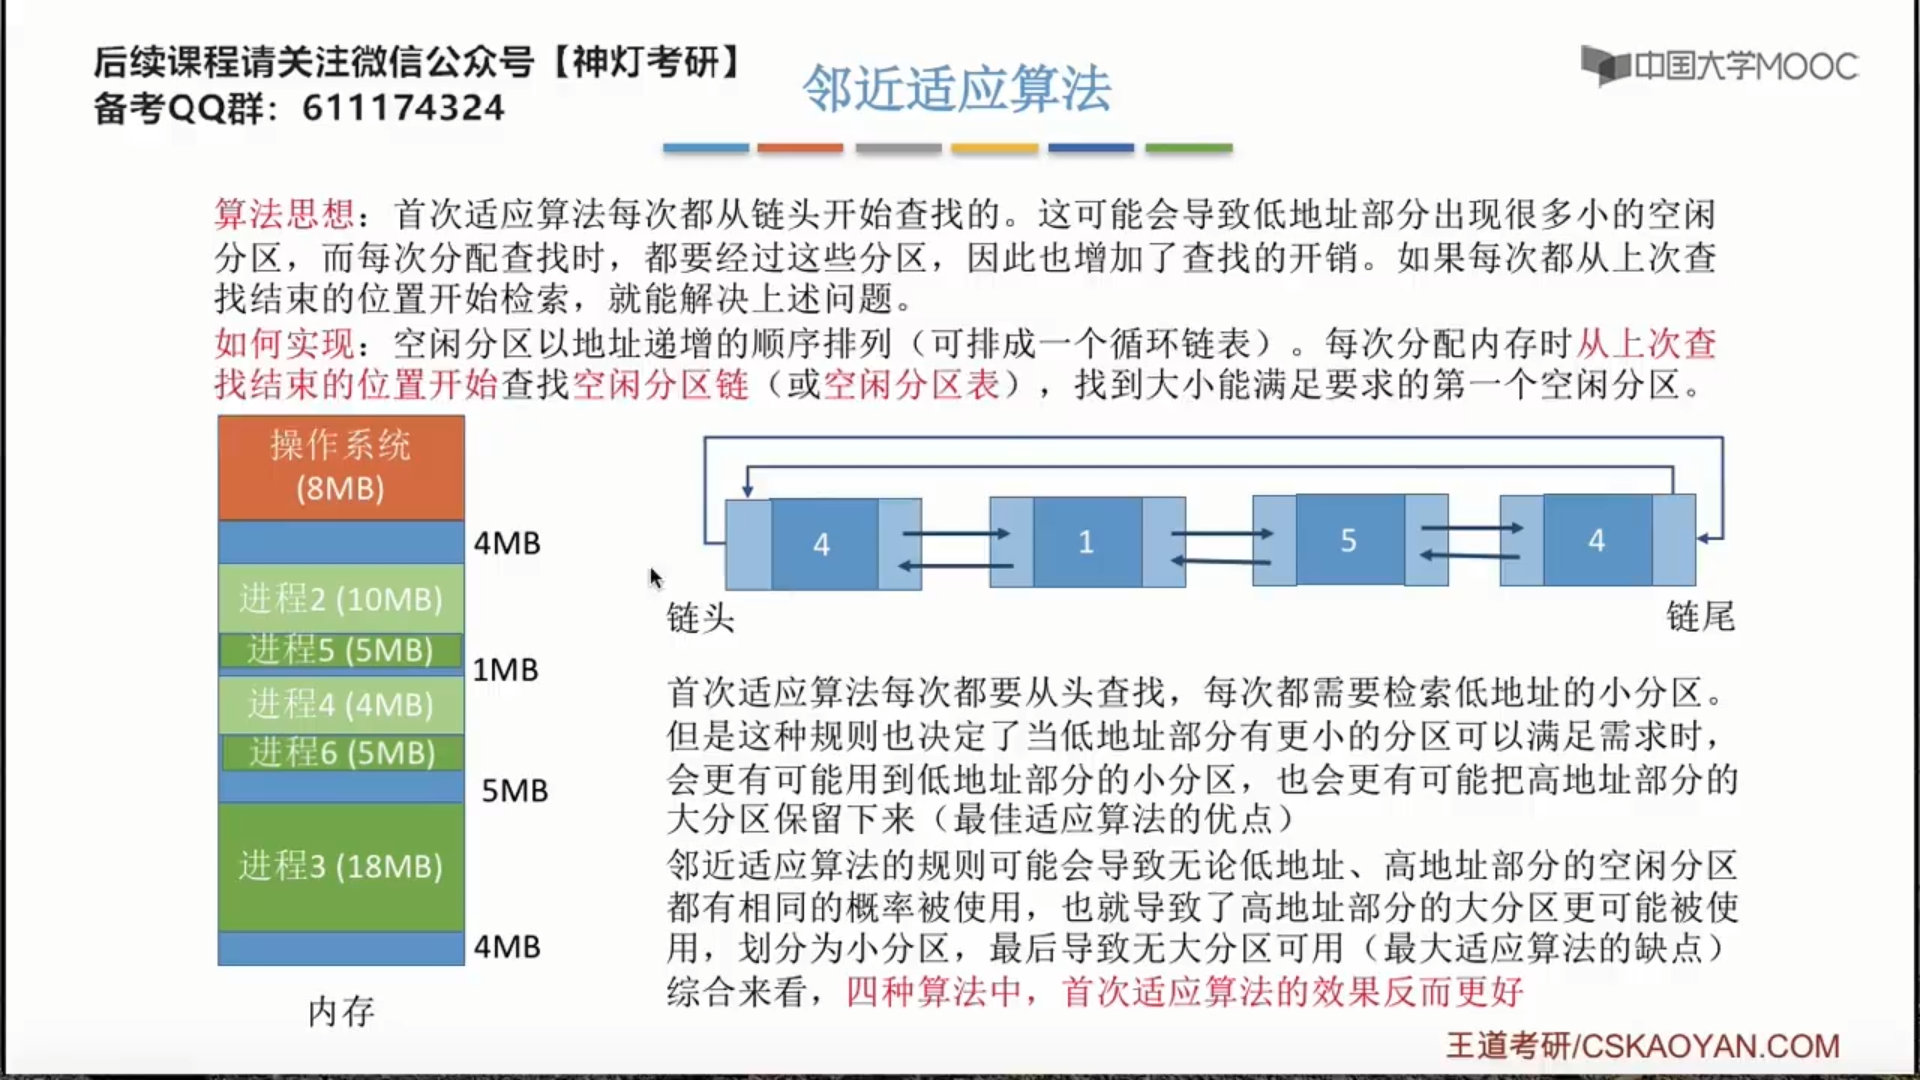 后续课程请关注微信公众号【神灯考研】
备考QQ群：611174324
邻近适应算法
中国大学MOOC
算法思想：首次适应算法每次都从链头开始查找的。这可能会导致低地址部分出现很多小的空闲
分区，而每次分配查找时，都要经过这些分区，因此也增加了查找的开销。如果每次都从上次查
找结束的位置开始检索，就能解决上述问题。
如何实现：空闲分区以地址递增的顺序排列（可排成一个循环链表）。每次分配内存时从上次查
找结束的位置开始查找空闲分区链（或空闲分区表），找到大小能满足要求的第一个空闲分区。
操作系统
(8MB)
4MB
进程2 (10MB)
进程5 (5MB)
1MB
进程4 (4MB)
进程6 (5MB)
5MB
进程3 (18MB)
4MB
内存
4
1
5
4
链头
链尾
首次适应算法每次都要从头查找，每次都需要检索低地址的小分区。
但是这种规则也决定了当低地址部分有更小的分区可以满足需求时，
会更有可能用到低地址部分的小分区，也会更有可能把高地址部分的
大分区保留下来（最佳适应算法的优点）
邻近适应算法的规则可能会导致无论低地址、高地址部分的空闲分区
都有相同的概率被使用，也就导致了高地址部分的大分区更可能被使
用，划分为小分区，最后导致无大分区可用（最大适应算法的缺点）
综合来看，四种算法中，首次适应算法的效果反而更好
王道考研/CSKAOYAN.COM